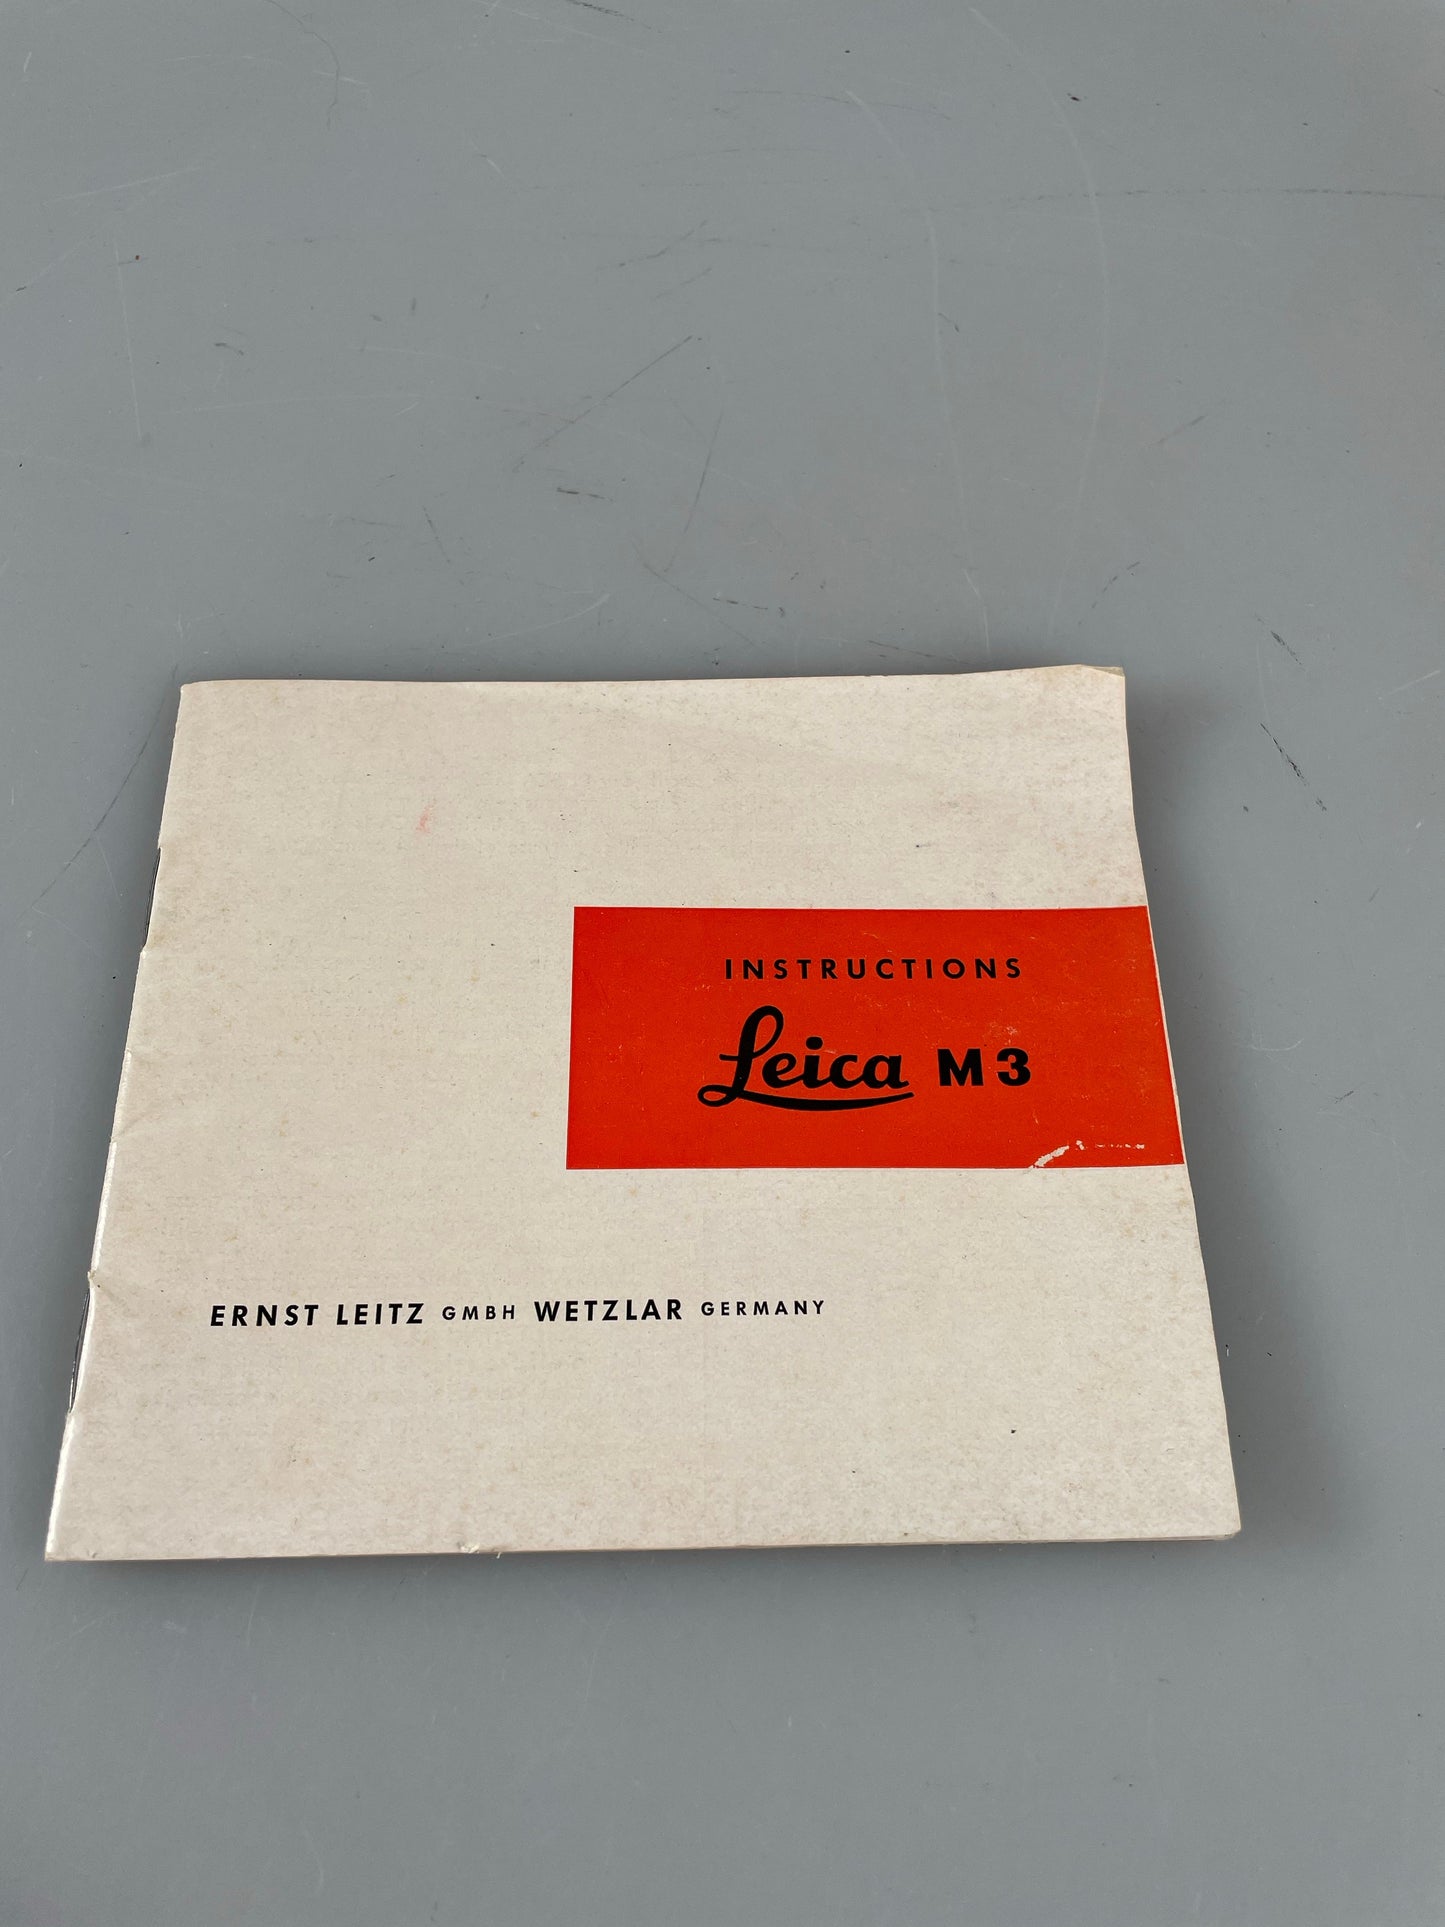 INSTRUCTIONS
Leica M3
ERNST LEITZ GMBH WETZLAR GERMANY